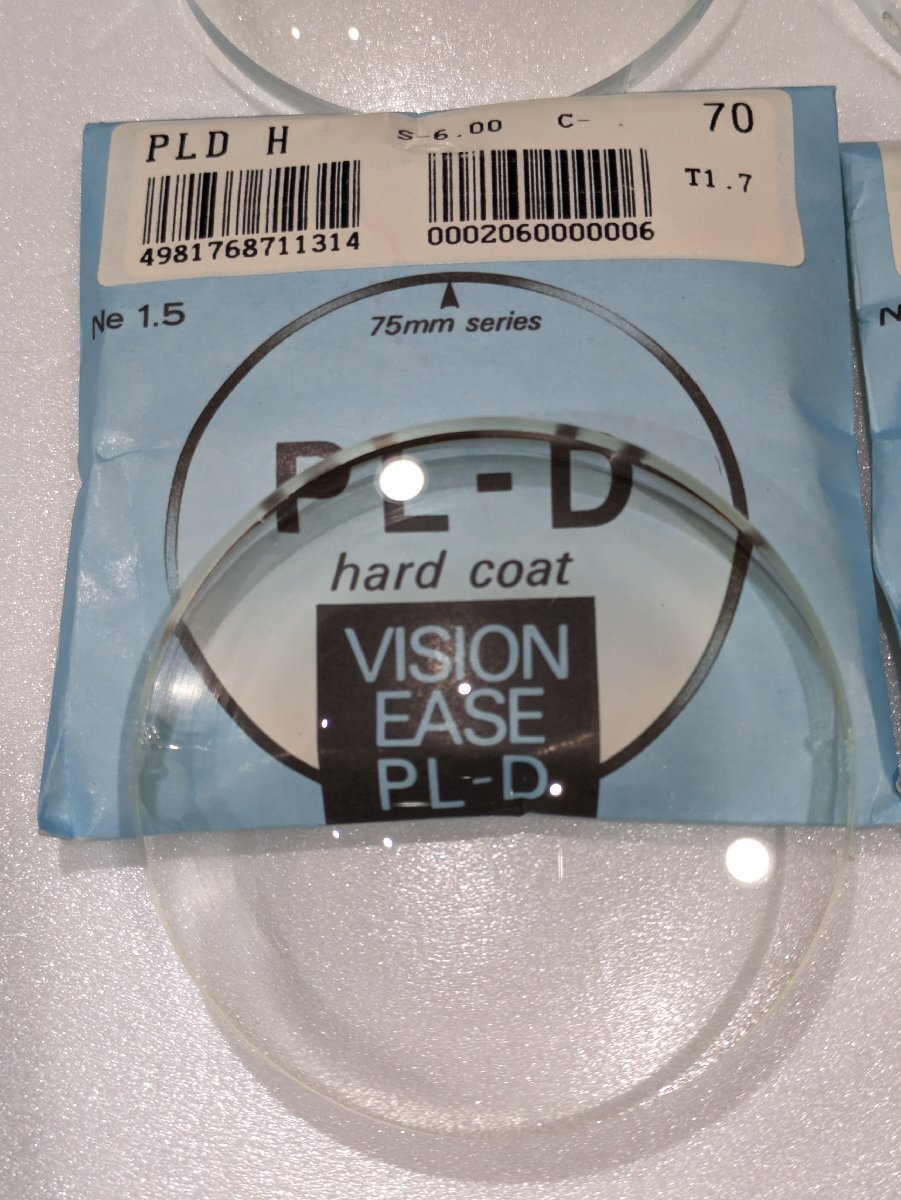 PLD H S-6.00 C- . 70
T1.7
4981768711314 0002060000006
Ne 1.5
75mm series
PL-D
hard coat
VISION
EASE
PL-D